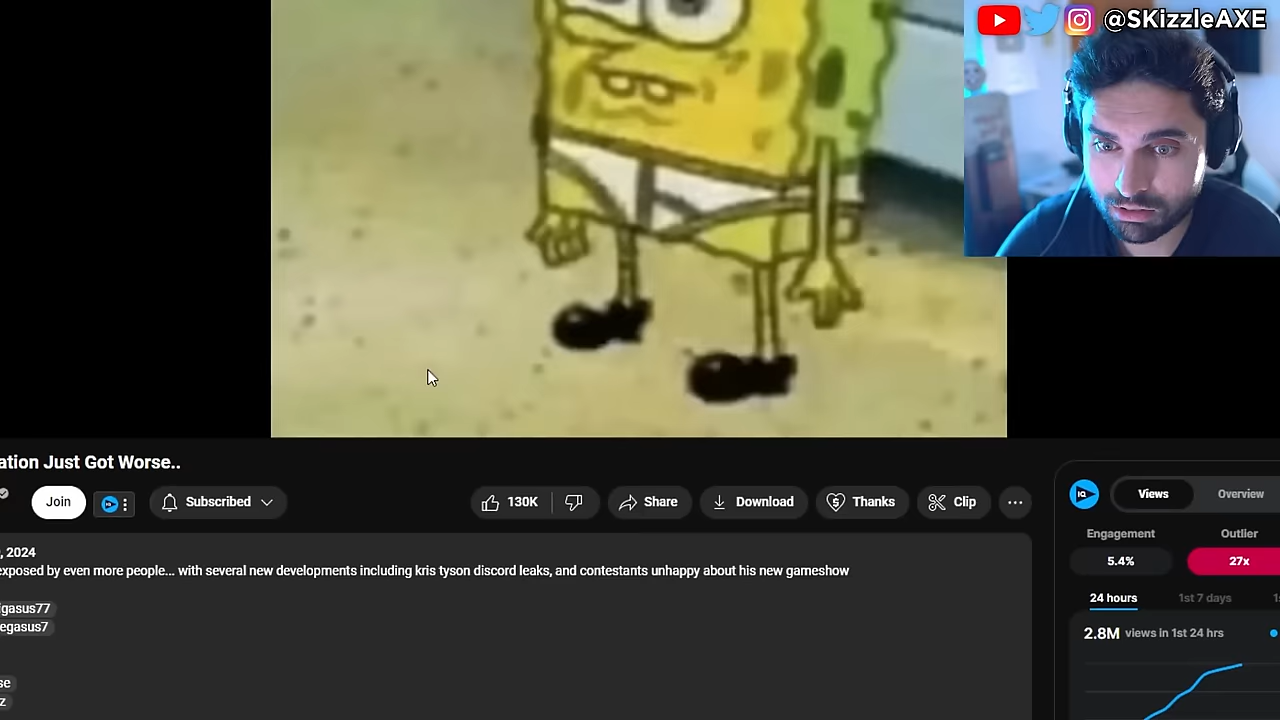 @SKizzleAXE
ation Just Got Worse..
Join
Subscribed
130K
Share
Download
Thanks
Clip
IQ
Views
Overview
Engagement
Outlier
5.4%
27x
24 hours
1st 7 days
2.8M views in 1st 24 hrs
, 2024
exposed by even more people... with several new developments including kris tyson discord leaks, and contestants unhappy about his new gameshow
gasus77
egasus7
se
z